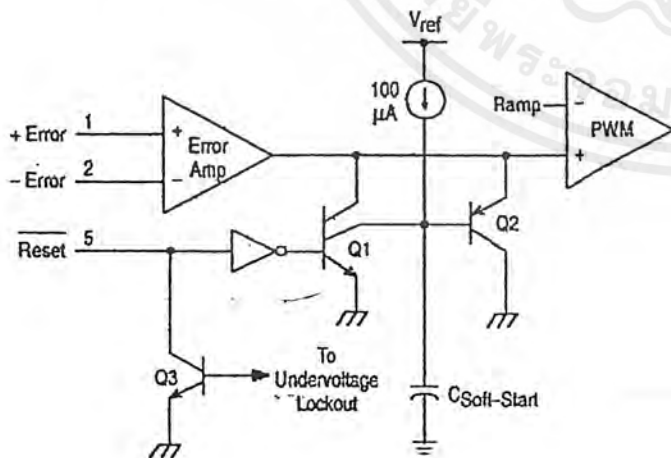 Vref
100
μA
Ramp
PWM
+ Error 1
Error
Amp
− Error 2
Reset 5
Q1
Q2
Q3
To
Undervoltage
Lockout
CSoft–Start